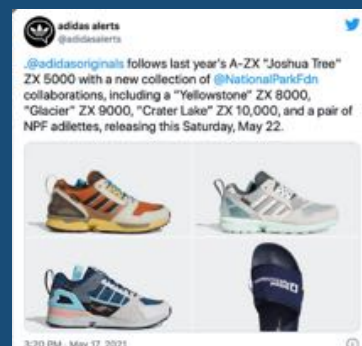 adidas alerts
@adidasalerts
.@adidasoriginals follows last year's A-ZX "Joshua Tree"
ZX 5000 with a new collection of @NationalParkFdn
collaborations, including a "Yellowstone" ZX 8000,
"Glacier" ZX 9000, "Crater Lake" ZX 10,000, and a pair of
NPF adilettes, releasing this Saturday, May 22.
3:20 PM · May 17, 2021